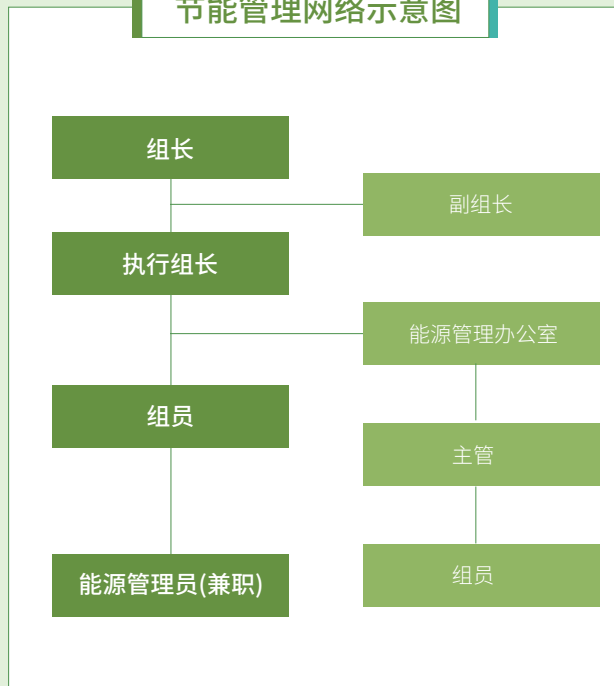 节能管理网络示意图
组长
副组长
执行组长
能源管理办公室
组员
主管
能源管理员(兼职)
组员